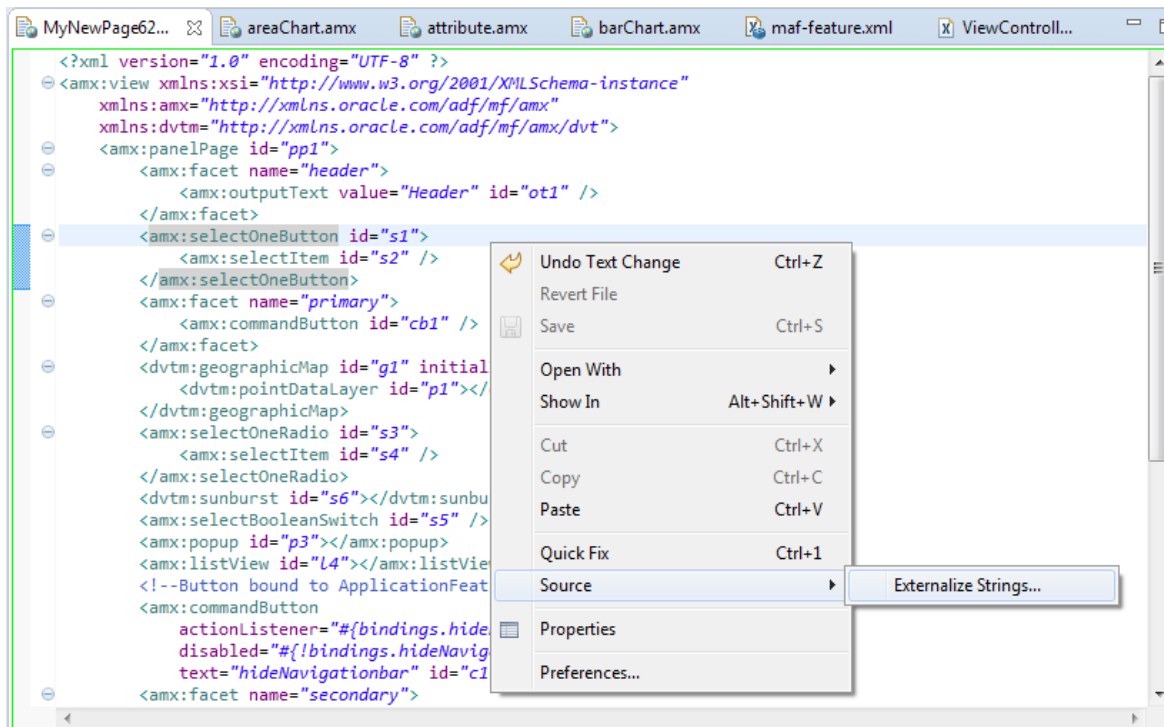 MyNewPage62... areaChart.amx attribute.amx barChart.amx maf-feature.xml ViewControll...
<?xml version="1.0" encoding="UTF-8" ?>
<amx:view xmlns:xsi="http://www.w3.org/2001/XMLSchema-instance"
xmlns:amx="http://xmlns.oracle.com/adf/mf/amx"
xmlns:dvtm="http://xmlns.oracle.com/adf/mf/amx/dvt">
<amx:panelPage id="pp1">
<amx:facet name="header">
<amx:outputText value="Header" id="ot1" />
</amx:facet>
<amx:selectOneButton id="s1">
<amx:selectItem id="s2" />
</amx:selectOneButton>
<amx:facet name="primary">
<amx:commandButton id="cb1" />
</amx:facet>
<dvtm:geographicMap id="g1" initial
<dvtm:pointDataLayer id="p1"></
</dvtm:geographicMap>
<amx:selectOneRadio id="s3">
<amx:selectItem id="s4" />
</amx:selectOneRadio>
<dvtm:sunburst id="s6"></dvtm:sunbu
<amx:selectBooleanSwitch id="s5" />
<amx:popup id="p3"></amx:popup>
<amx:listView id="l4"></amx:listVie
<!--Button bound to ApplicationFeat
<amx:commandButton
actionListener="#{bindings.hide
disabled="#{!bindings.hideNavig
text="hideNavigationbar" id="c1
<amx:facet name="secondary">
Undo Text Change Ctrl+Z
Revert File
Save Ctrl+S
Open With
Show In Alt+Shift+W
Cut Ctrl+X
Copy Ctrl+C
Paste Ctrl+V
Quick Fix Ctrl+1
Source
Externalize Strings...
Properties
Preferences...